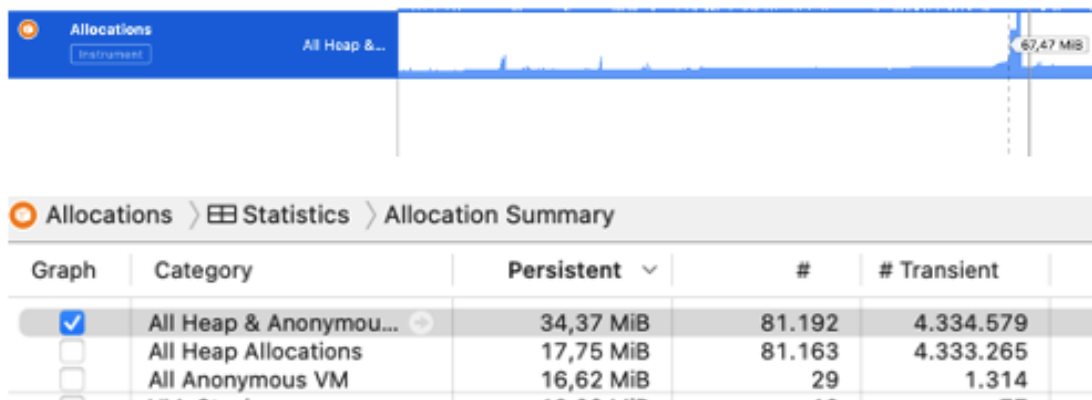 Allocations
Instrument
All Heap &...
67,47 MiB
Allocations Statistics Allocation Summary
Graph Category Persistent # # Transient
All Heap & Anonymou... 34,37 MiB 81.192 4.334.579
All Heap Allocations 17,75 MiB 81.163 4.333.265
All Anonymous VM 16,62 MiB 29 1.314